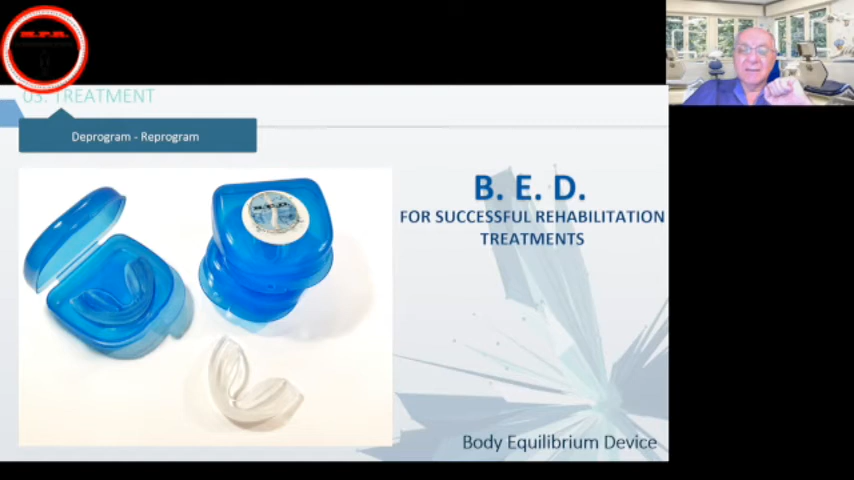 03. TREATMENT
Deprogram - Reprogram
B. E. D.
FOR SUCCESSFUL REHABILITATION
TREATMENTS
Body Equilibrium Device